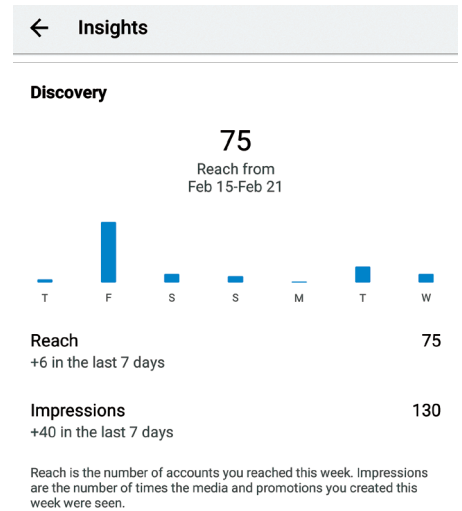 Insights
Discovery
75
Reach from
Feb 15-Feb 21
T F S S M T W
Reach 75
+6 in the last 7 days
Impressions 130
+40 in the last 7 days
Reach is the number of accounts you reached this week. Impressions
are the number of times the media and promotions you created this
week were seen.